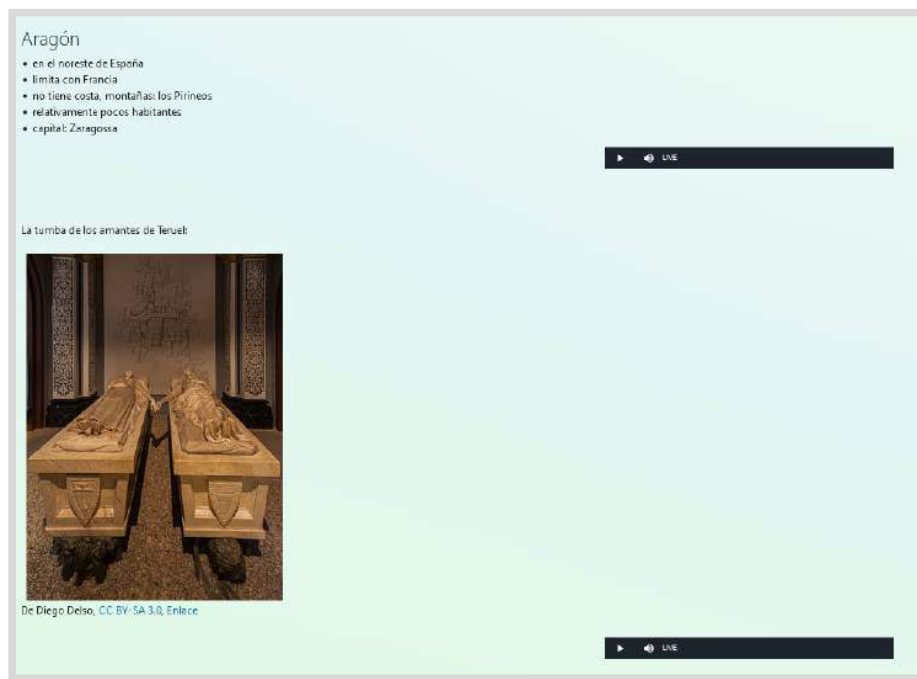 Aragón
• en el noreste de España
• limita con Francia
• no tiene costa, montañas: los Pirineos
• relativamente pocos habitantes
• capital: Zaragossa
LIVE
La tumba de los amantes de Teruel:
De Diego Delso, CC BY-SA 3.0, Enlace
LIVE